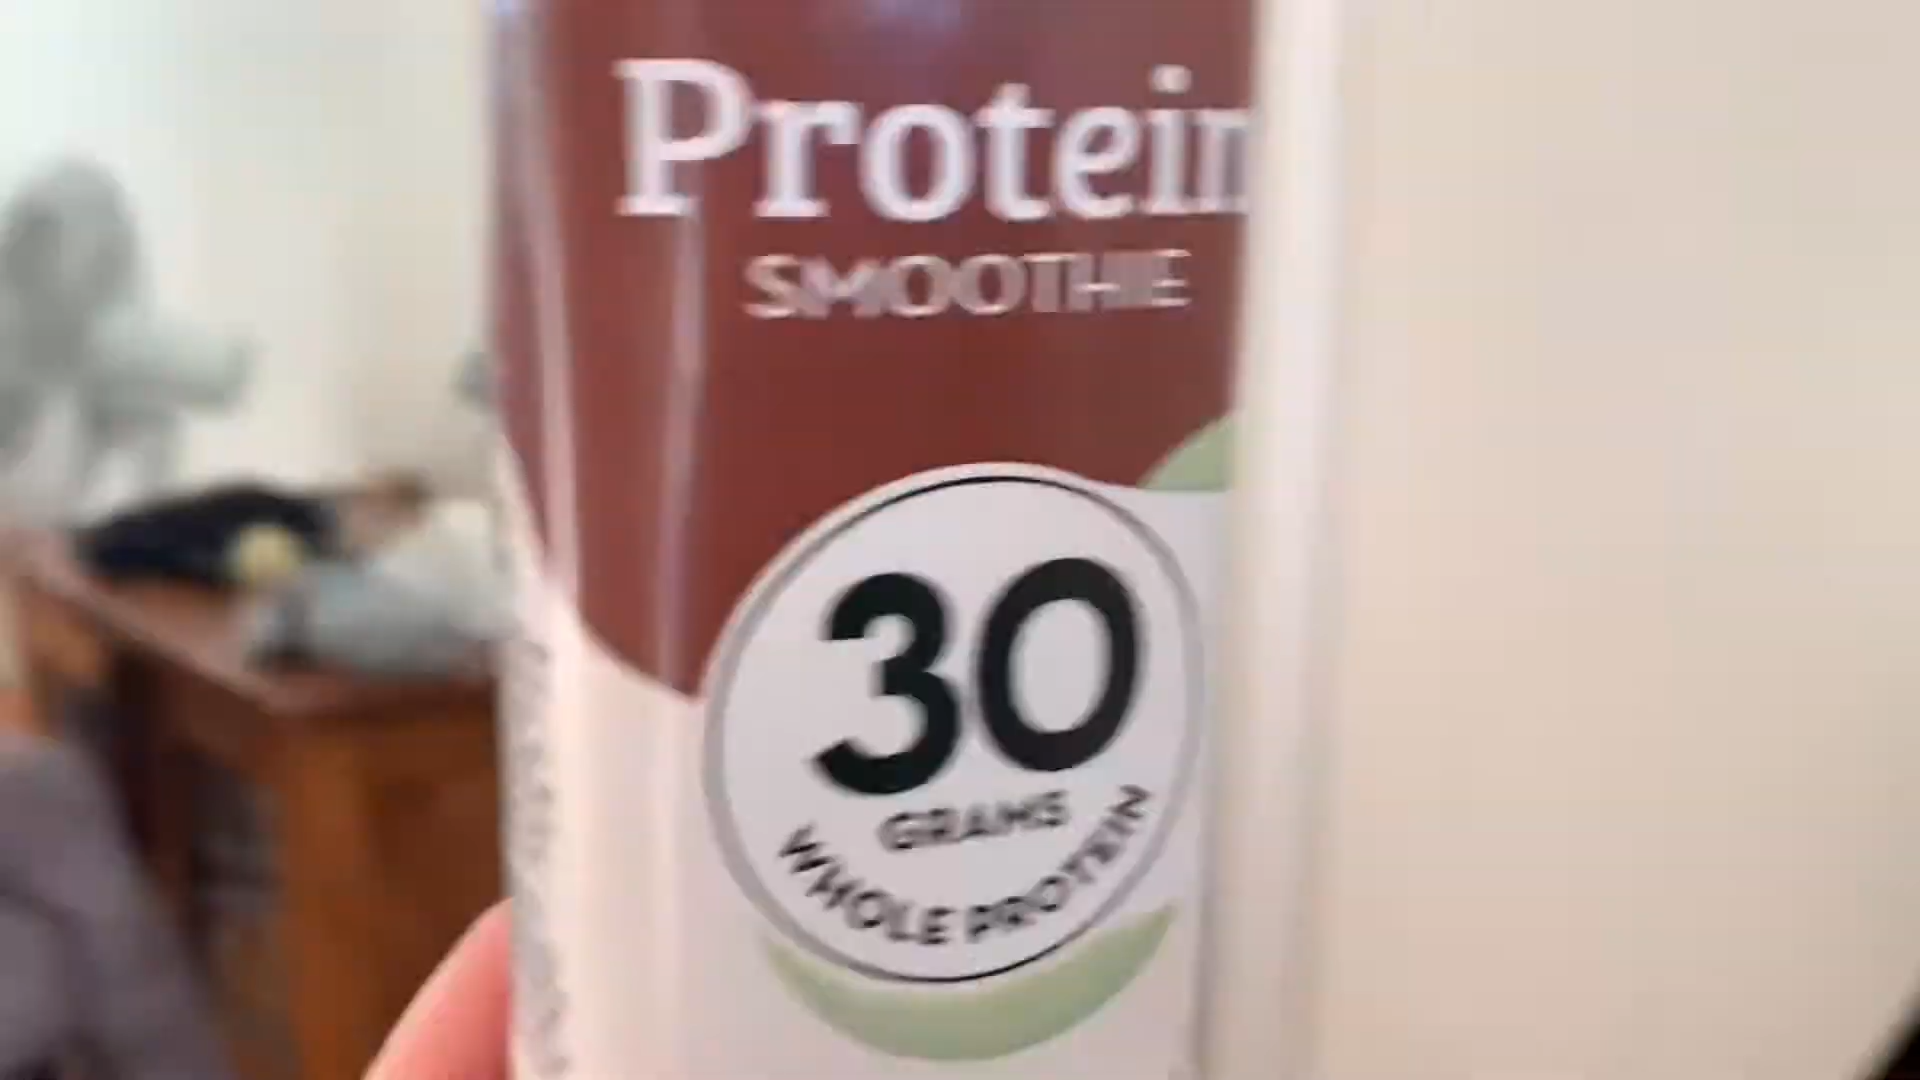 Protein
SMOOTHIE
30
GRAMS
WHOLE PROTEIN